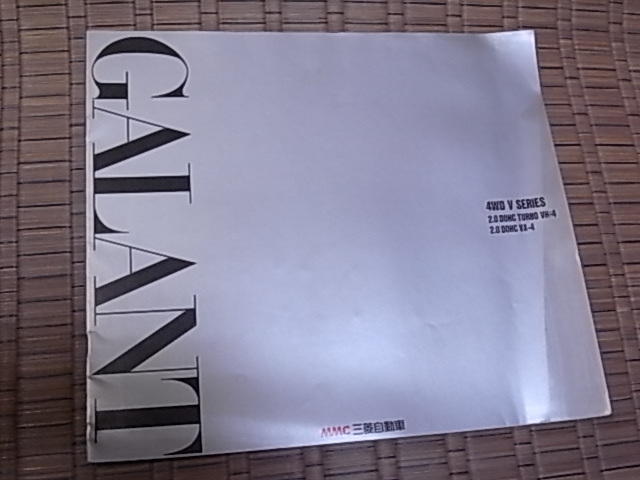 GALANT
4WD V SERIES
2.0 DOHC TURBO VR-4
2.0 DOHC VX-4
MMC 三菱自動車